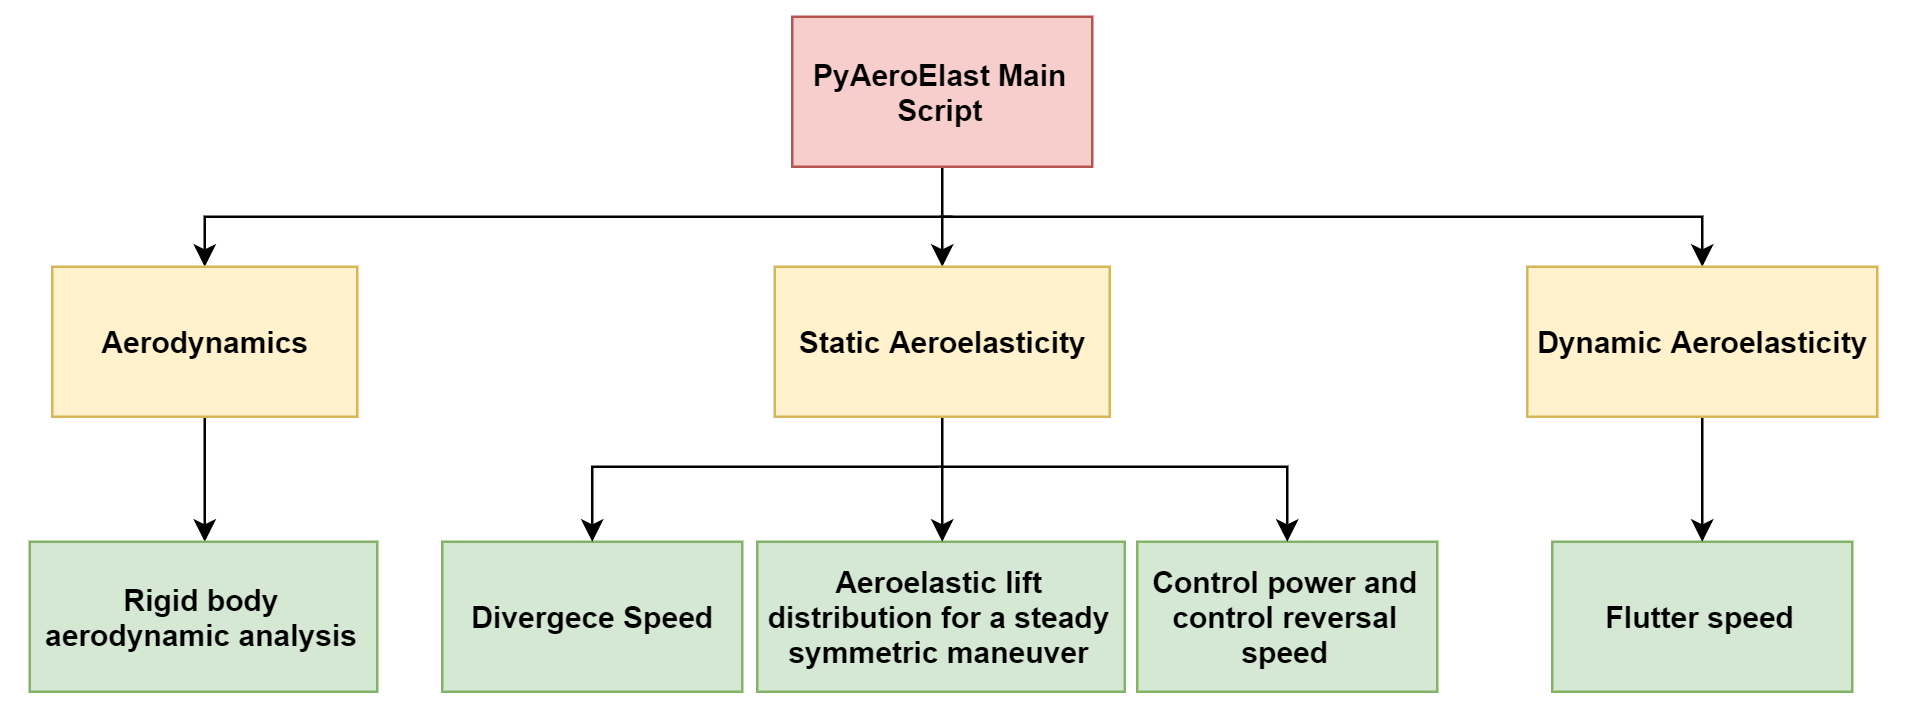 PyAeroElast Main
Script
Aerodynamics
Static Aeroelasticity
Dynamic Aeroelasticity
Rigid body
aerodynamic analysis
Divergece Speed
Aeroelastic lift
distribution for a steady
symmetric maneuver
Control power and
control reversal
speed
Flutter speed